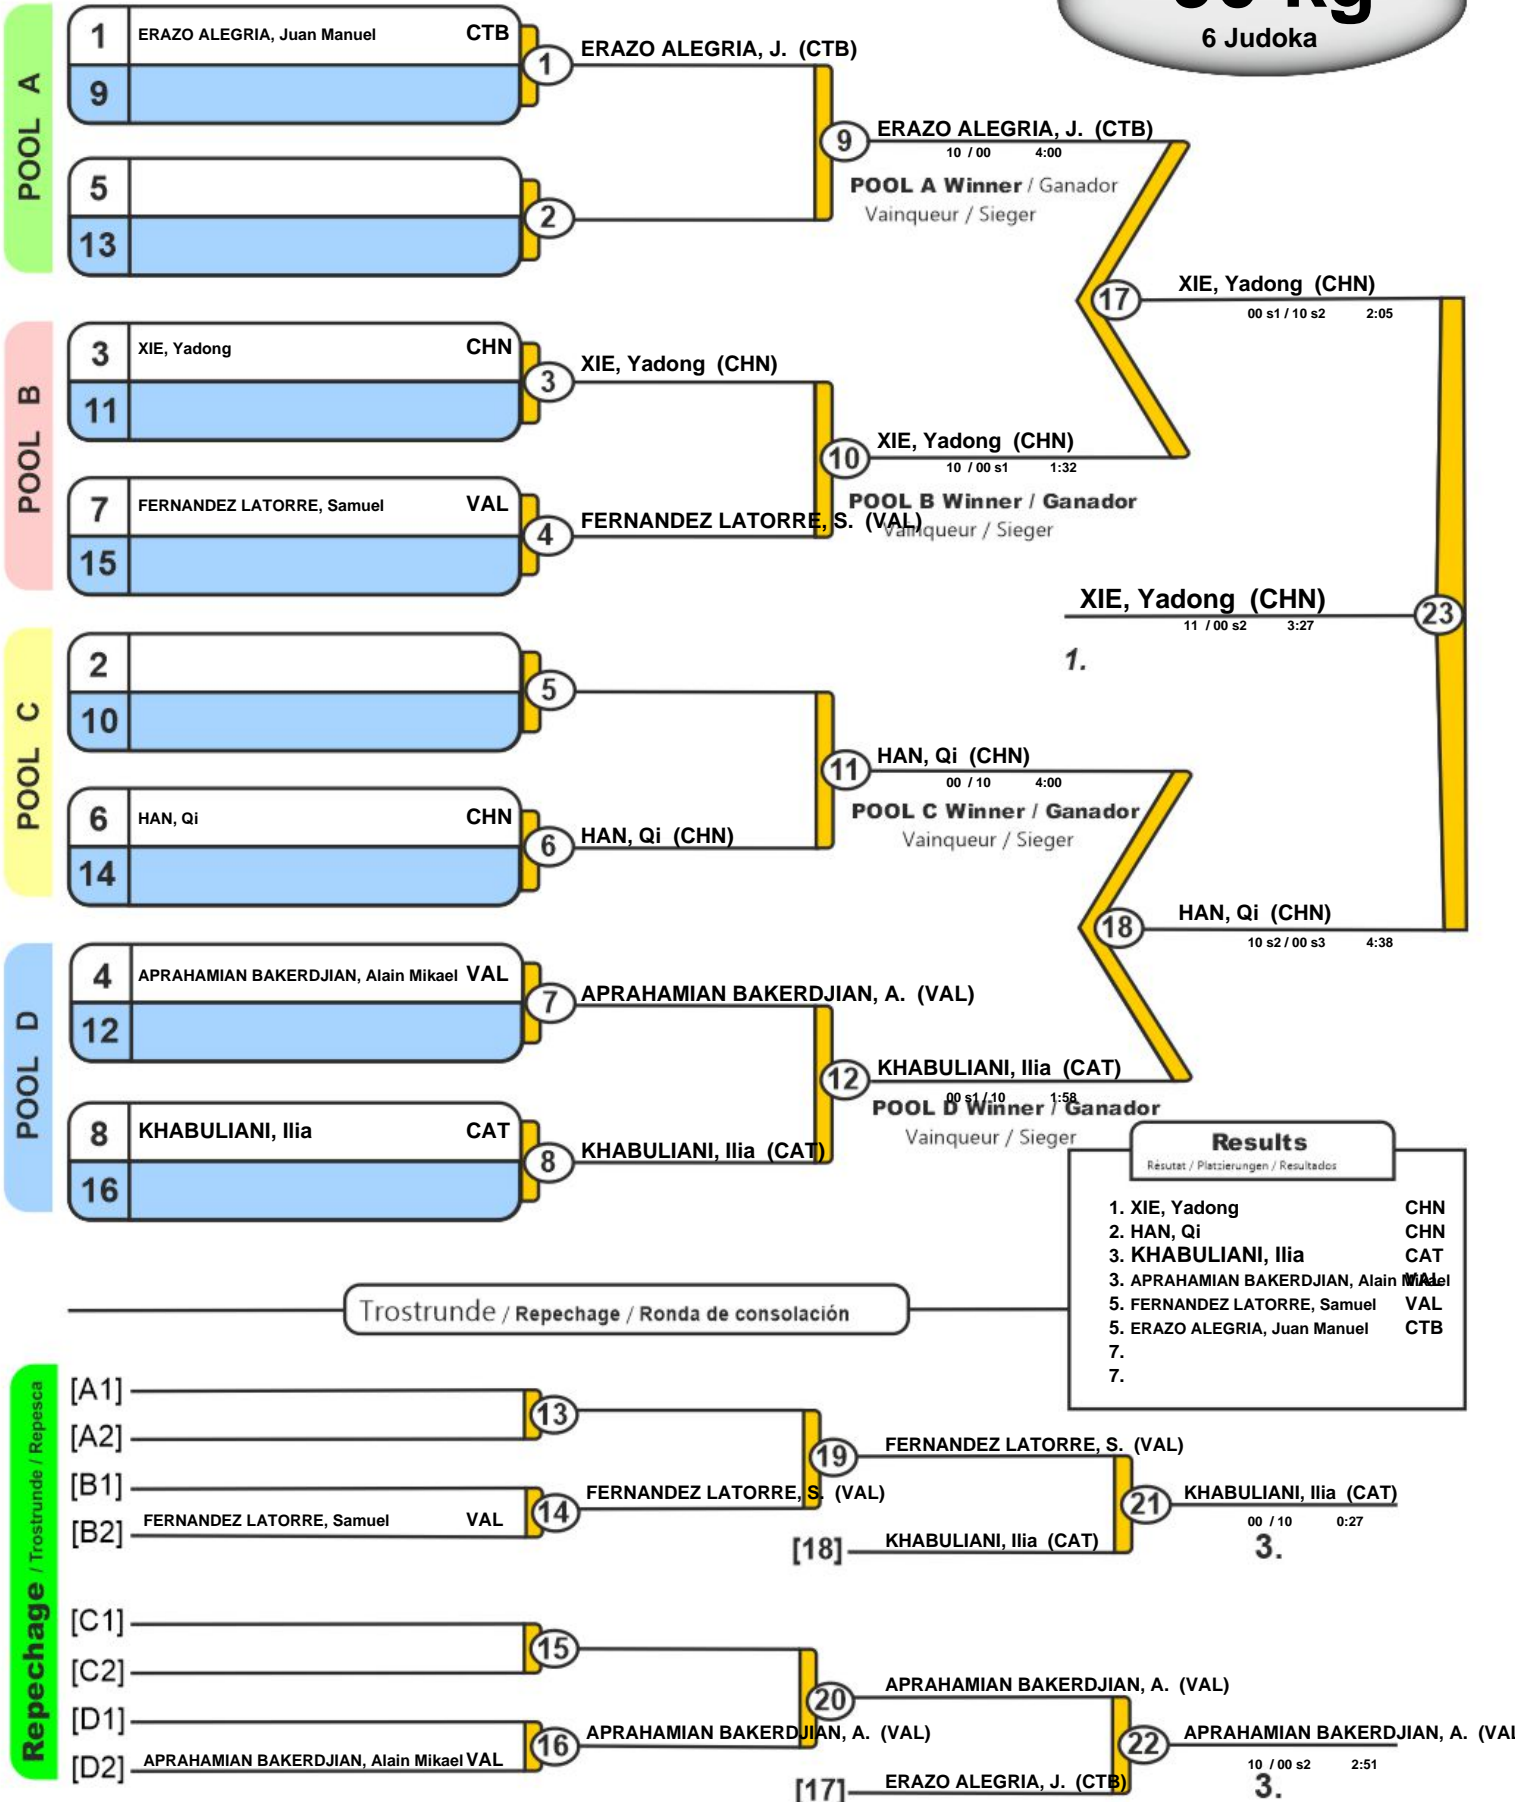 kg
6 Judoka
POOL A
1 ERAZO ALEGRIA, Juan Manuel CTB
9
1
ERAZO ALEGRIA, J. (CTB)
5
13
2
9
ERAZO ALEGRIA, J. (CTB)
10 / 00 4:00
POOL A Winner / Ganador
Vainqueur / Sieger
17
XIE, Yadong (CHN)
00 s1 / 10 s2 2:05
POOL B
3 XIE, Yadong CHN
11
3
XIE, Yadong (CHN)
7 FERNANDEZ LATORRE, Samuel VAL
15
4
FERNANDEZ LATORRE, S. (VAL)
10
XIE, Yadong (CHN)
10 / 00 s1 1:32
POOL B Winner / Ganador
Vainqueur / Sieger
XIE, Yadong (CHN)
11 / 00 s2 3:27
23
1.
POOL C
2
10
5
6 HAN, Qi CHN
14
6
HAN, Qi (CHN)
11
HAN, Qi (CHN)
00 / 10 4:00
POOL C Winner / Ganador
Vainqueur / Sieger
18
HAN, Qi (CHN)
10 s2 / 00 s3 4:38
POOL D
4 APRAHAMIAN BAKERDJIAN, Alain Mikael VAL
12
7
APRAHAMIAN BAKERDJIAN, A. (VAL)
8 KHABULIANI, Ilia CAT
16
8
KHABULIANI, Ilia (CAT)
12
KHABULIANI, Ilia (CAT)
00 s1 / 10 1:58
POOL D Winner / Ganador
Vainqueur / Sieger
Results
Résutat / Platzierungen / Resultados
1. XIE, Yadong CHN
2. HAN, Qi CHN
3. KHABULIANI, Ilia CAT
3. APRAHAMIAN BAKERDJIAN, Alain Mikael VAL
5. FERNANDEZ LATORRE, Samuel VAL
5. ERAZO ALEGRIA, Juan Manuel CTB
7.
7.
Trostrunde / Repechage / Ronda de consolación
Repechage / Trostrunde / Repesca
[A1]
[A2]
13
[B1]
[B2] FERNANDEZ LATORRE, Samuel VAL
14
FERNANDEZ LATORRE, S. (VAL)
19
FERNANDEZ LATORRE, S. (VAL)
[18] KHABULIANI, Ilia (CAT)
21
KHABULIANI, Ilia (CAT)
00 / 10 0:27
3.
[C1]
[C2]
15
[D1]
[D2] APRAHAMIAN BAKERDJIAN, Alain Mikael VAL
16
APRAHAMIAN BAKERDJIAN, A. (VAL)
20
APRAHAMIAN BAKERDJIAN, A. (VAL)
[17] ERAZO ALEGRIA, J. (CTB)
22
APRAHAMIAN BAKERDJIAN, A. (VAL
10 / 00 s2 2:51
3.